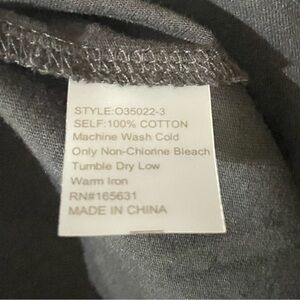 STYLE:O35022-3
SELF:100% COTTON
Machine Wash Cold
Only Non-Chlorine Bleach
Tumble Dry Low
Warm Iron
RN#165631
MADE IN CHINA